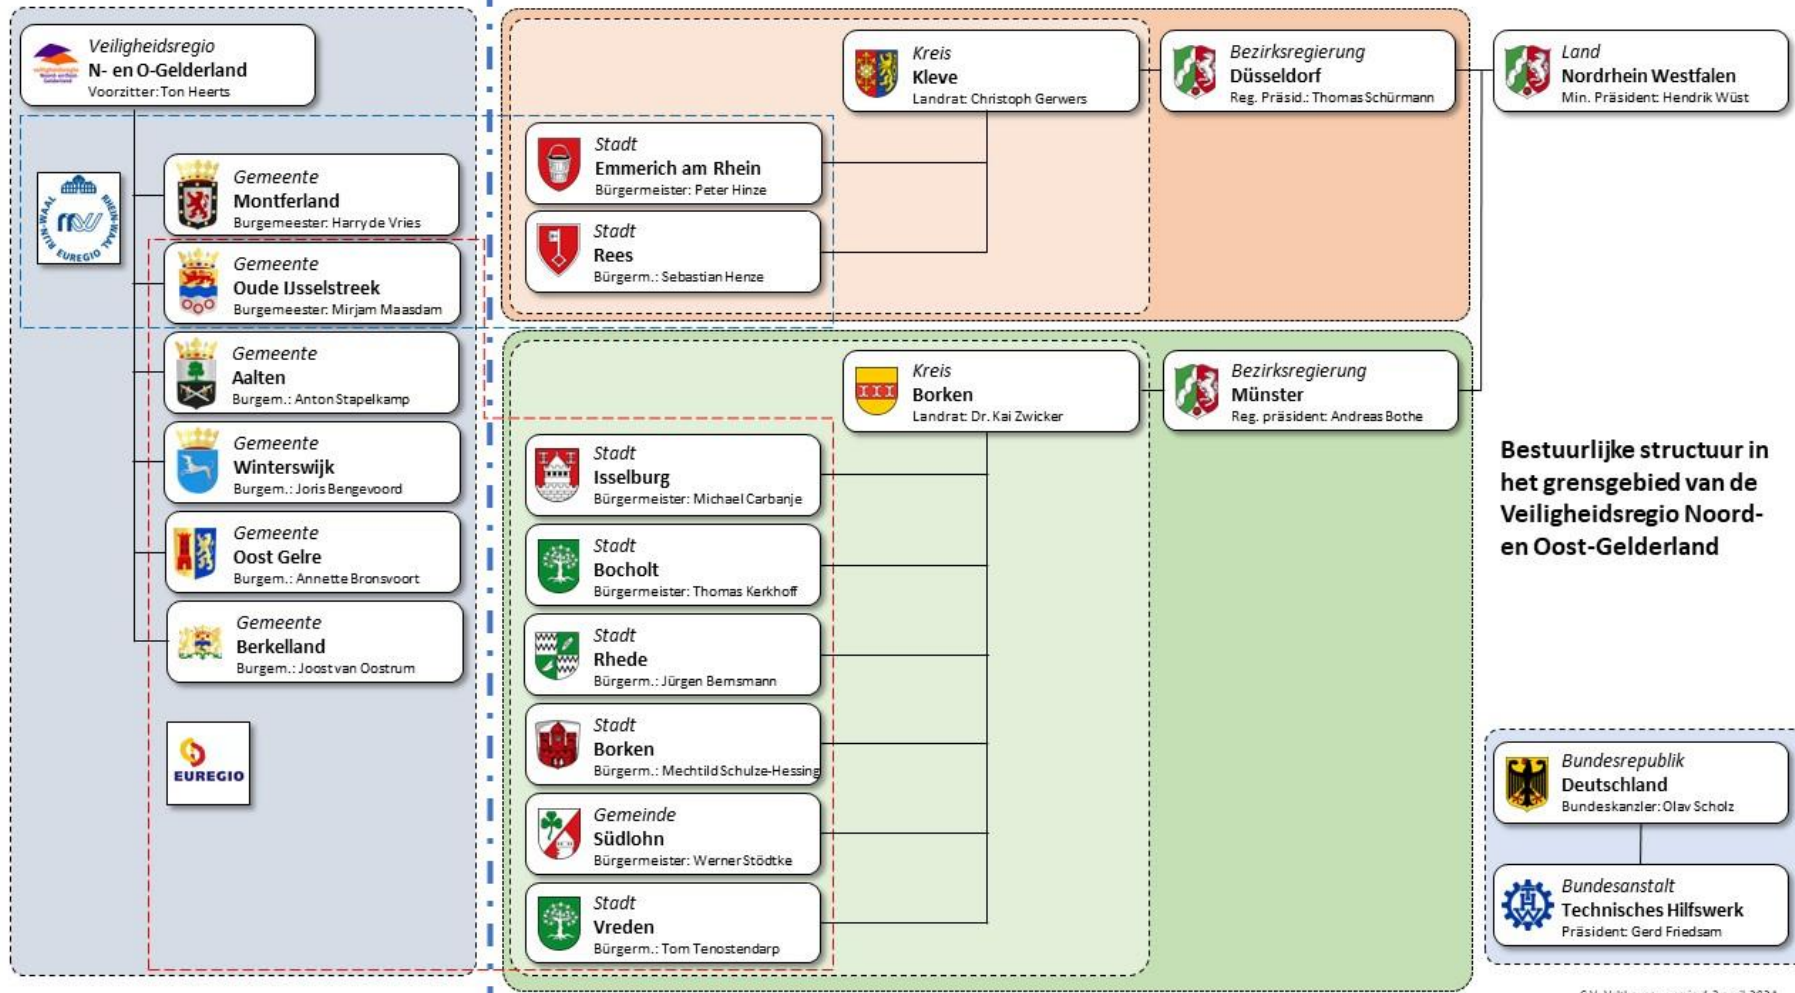 Veiligheidsregio
N- en O-Gelderland
Voorzitter: Ton Heerts
RIJN-WAAL
RHEIN-WAAL
EUREGIO
Gemeente
Montferland
Burgemeester: Harry de Vries
Gemeente
Oude IJsselstreek
Burgemeester: Mirjam Maasdam
Gemeente
Aalten
Burgem.: Anton Stapelkamp
Gemeente
Winterswijk
Burgem.: Joris Bengevoord
Gemeente
Oost Gelre
Burgem.: Annette Bronsvoort
Gemeente
Berkelland
Burgem.: Joost van Oostrum
EUREGIO
Kreis
Kleve
Landrat: Christoph Gerwers
Bezirksregierung
Düsseldorf
Reg. Präsid.: Thomas Schürmann
Land
Nordrhein Westfalen
Min. Präsident: Hendrik Wüst
Stadt
Emmerich am Rhein
Bürgermeister: Peter Hinze
Stadt
Rees
Bürgerm.: Sebastian Henze
Kreis
Borken
Landrat: Dr. Kai Zwicker
Bezirksregierung
Münster
Reg. präsident: Andreas Bothe
Stadt
Isselburg
Bürgermeister: Michael Carbanje
Stadt
Bocholt
Bürgermeister: Thomas Kerkhoff
Stadt
Rhede
Bürgerm.: Jürgen Bernsmann
Stadt
Borken
Bürgerm.: Mechtild Schulze-Hessing
Gemeinde
Südlohn
Bürgermeister: Werner Stödtke
Stadt
Vreden
Bürgerm.: Tom Tenostendarp
Bestuurlijke structuur in
het grensgebied van de
Veiligheidsregio Noord-
en Oost-Gelderland
Bundesrepublik
Deutschland
Bundeskanzler: Olav Scholz
Bundesanstalt
Technisches Hilfswerk
Präsident: Gerd Friedsam